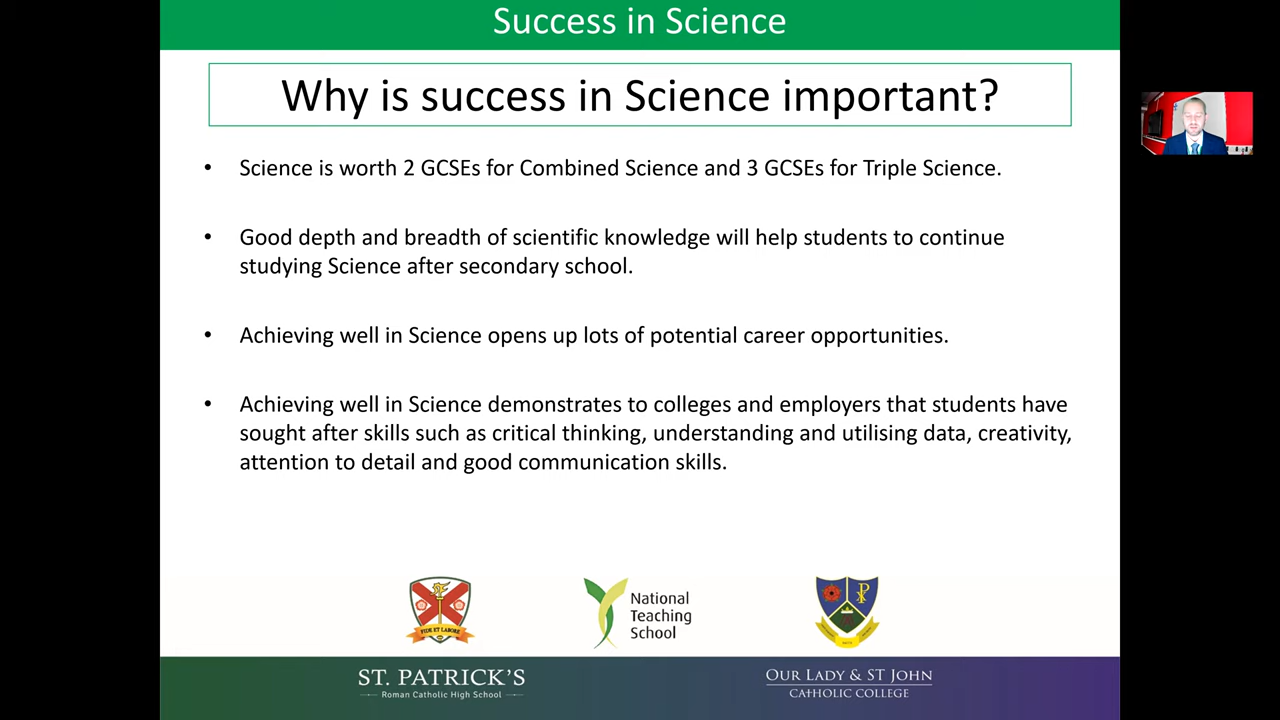 Success in Science
Why is success in Science important?
• Science is worth 2 GCSEs for Combined Science and 3 GCSEs for Triple Science.
• Good depth and breadth of scientific knowledge will help students to continue
studying Science after secondary school.
• Achieving well in Science opens up lots of potential career opportunities.
• Achieving well in Science demonstrates to colleges and employers that students have
sought after skills such as critical thinking, understanding and utilising data, creativity,
attention to detail and good communication skills.
FIDE ET LABORE
National
Teaching
School
ST. PATRICK'S
Roman Catholic High School
OUR LADY & ST JOHN
CATHOLIC COLLEGE